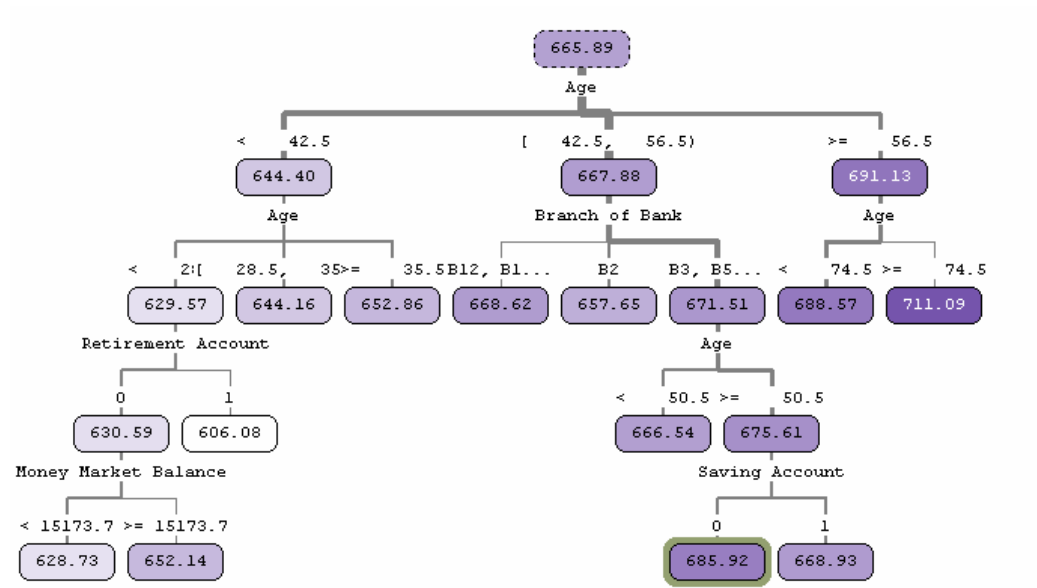 665.89
Age
< 42.5 [ 42.5, 56.5) >= 56.5
644.40 667.88 691.13
Age Branch of Bank Age
< 2![ 28.5, 35>= 35.5 B12, B1... B2 B3, B5... < 74.5 >= 74.5
629.57 644.16 652.86 668.62 657.65 671.51 688.57 711.09
Retirement Account Age
0 1 < 50.5 >= 50.5
630.59 606.08 666.54 675.61
Money Market Balance Saving Account
< 15173.7 >= 15173.7 0 1
628.73 652.14 685.92 668.93